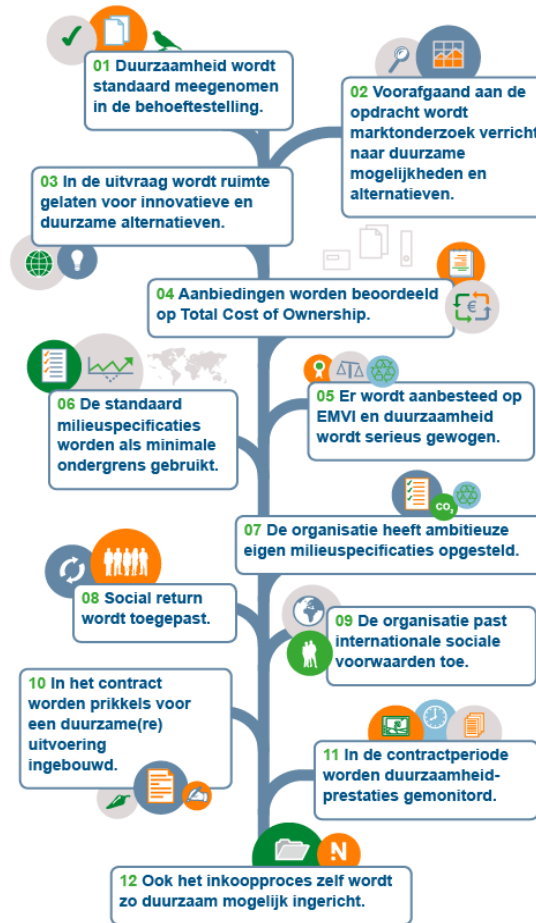 01 Duurzaamheid wordt
standaard meegenomen
in de behoeftestelling.
02 Voorafgaand aan de
opdracht wordt
marktonderzoek verricht
naar duurzame
mogelijkheden en
alternatieven.
03 In de uitvraag wordt ruimte
gelaten voor innovatieve en
duurzame alternatieven.
04 Aanbiedingen worden beoordeeld
op Total Cost of Ownership.
€
05 Er wordt aanbesteed op
EMVI en duurzaamheid
wordt serieus gewogen.
06 De standaard
milieuspecificaties
worden als minimale
ondergrens gebruikt.
CO₂
07 De organisatie heeft ambitieuze
eigen milieuspecificaties opgesteld.
08 Social return
wordt toegepast.
09 De organisatie past
internationale sociale
voorwaarden toe.
10 In het contract
worden prikkels voor
een duurzame(re)
uitvoering
ingebouwd.
11 In de contractperiode
worden duurzaamheid-
prestaties gemonitord.
N
12 Ook het inkoopproces zelf wordt
zo duurzaam mogelijk ingericht.